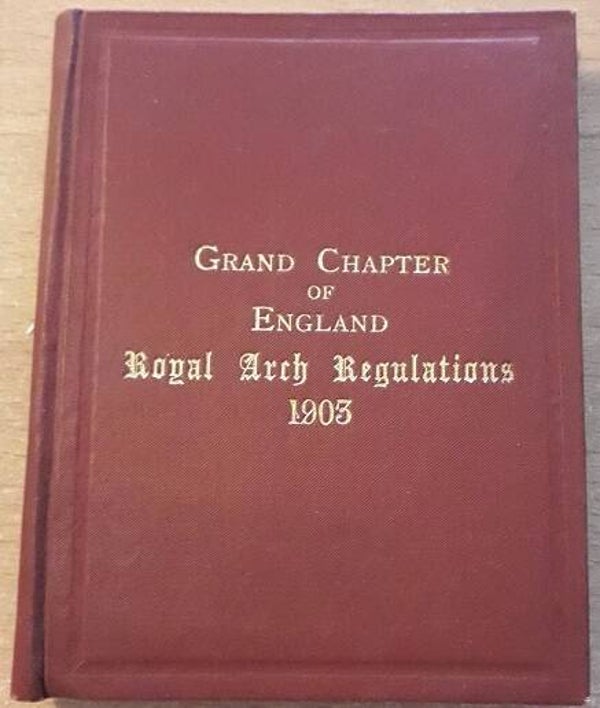 GRAND CHAPTER
OF
ENGLAND
Royal Arch Regulations
1903